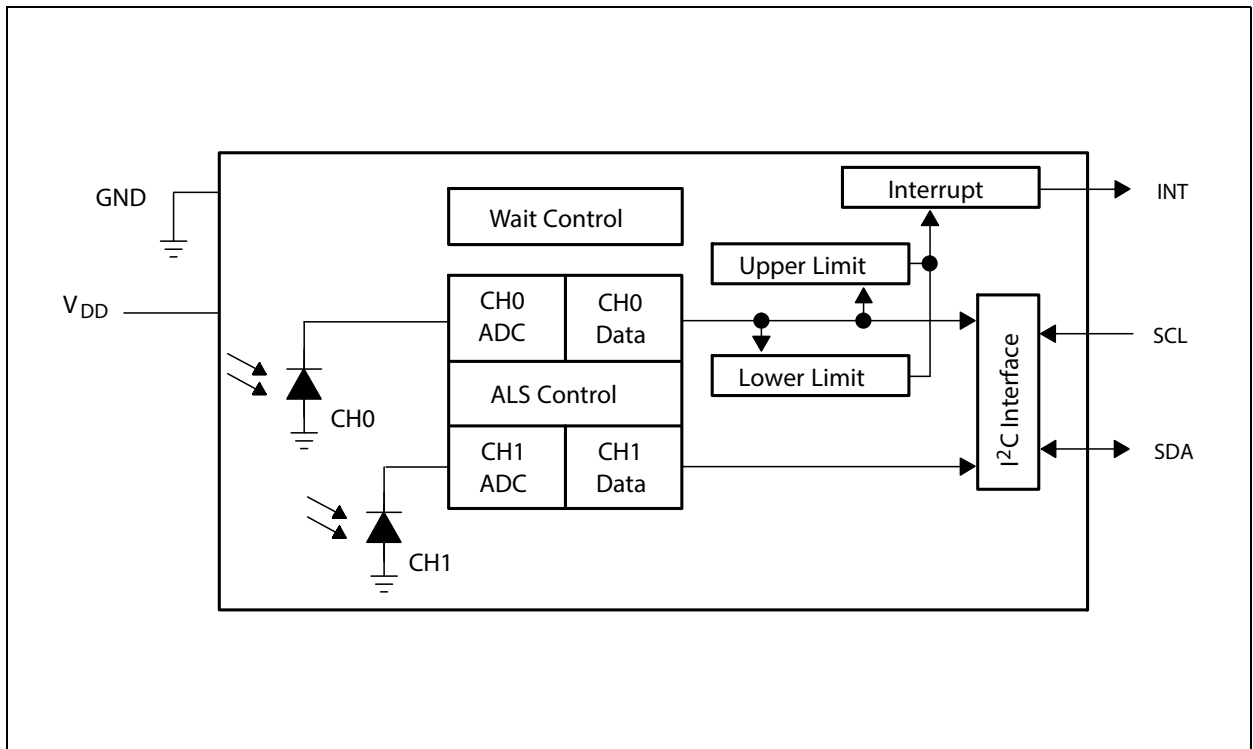 GND
V DD
Wait Control
Interrupt
INT
Upper Limit
CH0
ADC
CH0
Data
Lower Limit
ALS Control
CH0
CH1
ADC
CH1
Data
CH1
I²C Interface
SCL
SDA